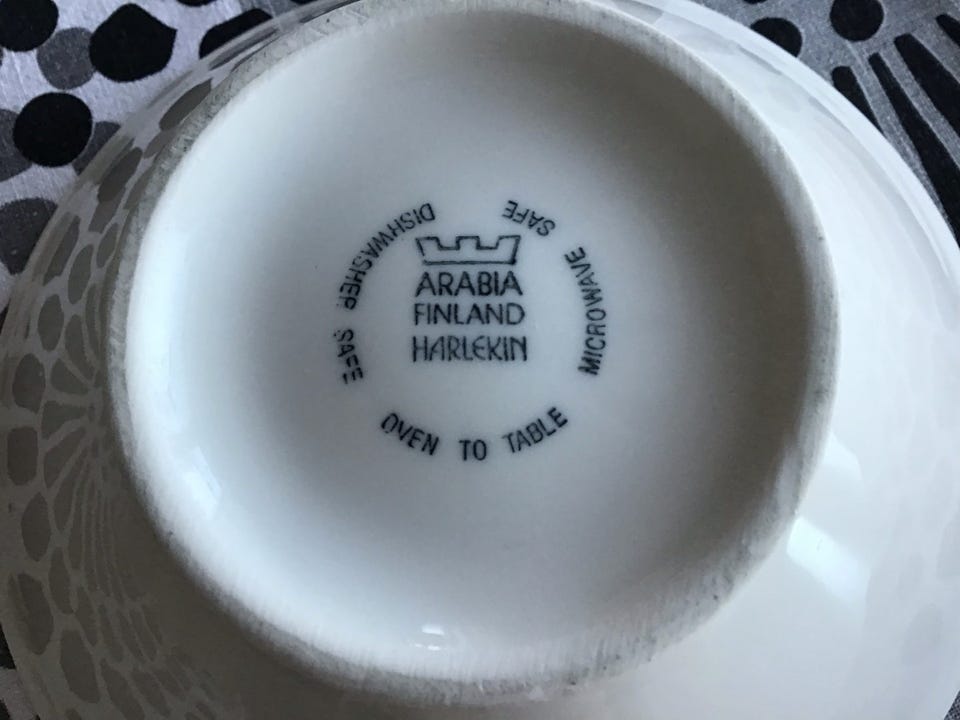 ARABIA
FINLAND
HARLEKIN
DISHWASHER SAFE
OVEN TO TABLE
MICROWAVE SAFE